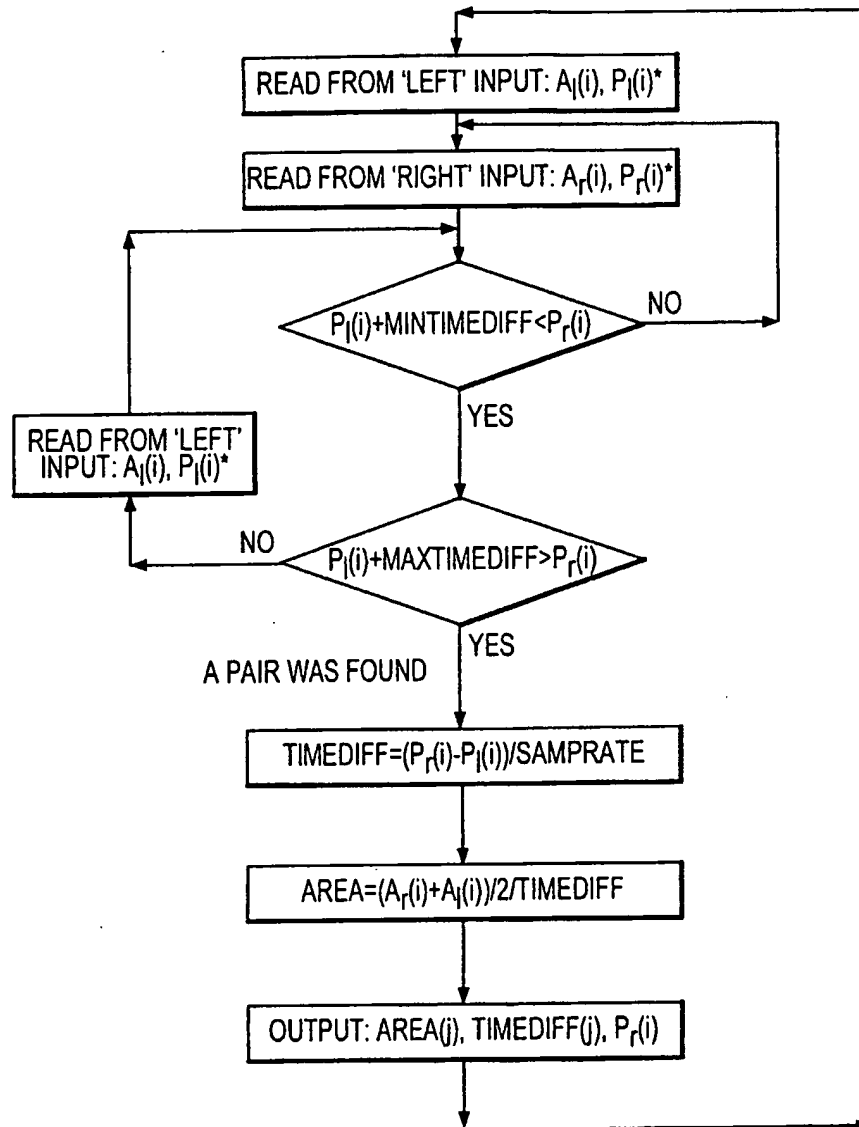 READ FROM 'LEFT' INPUT: Al(i), Pl(i)*
READ FROM 'RIGHT' INPUT: Ar(i), Pr(i)*
Pl(i)+MINTIMEDIFF<Pr(i)
NO
YES
READ FROM 'LEFT'
INPUT: Al(i), Pl(i)*
Pl(i)+MAXTIMEDIFF>Pr(i)
NO
YES
A PAIR WAS FOUND
TIMEDIFF=(Pr(i)-Pl(i))/SAMPRATE
AREA=(Ar(i)+Al(i))/2/TIMEDIFF
OUTPUT: AREA(j), TIMEDIFF(j), Pr(i)